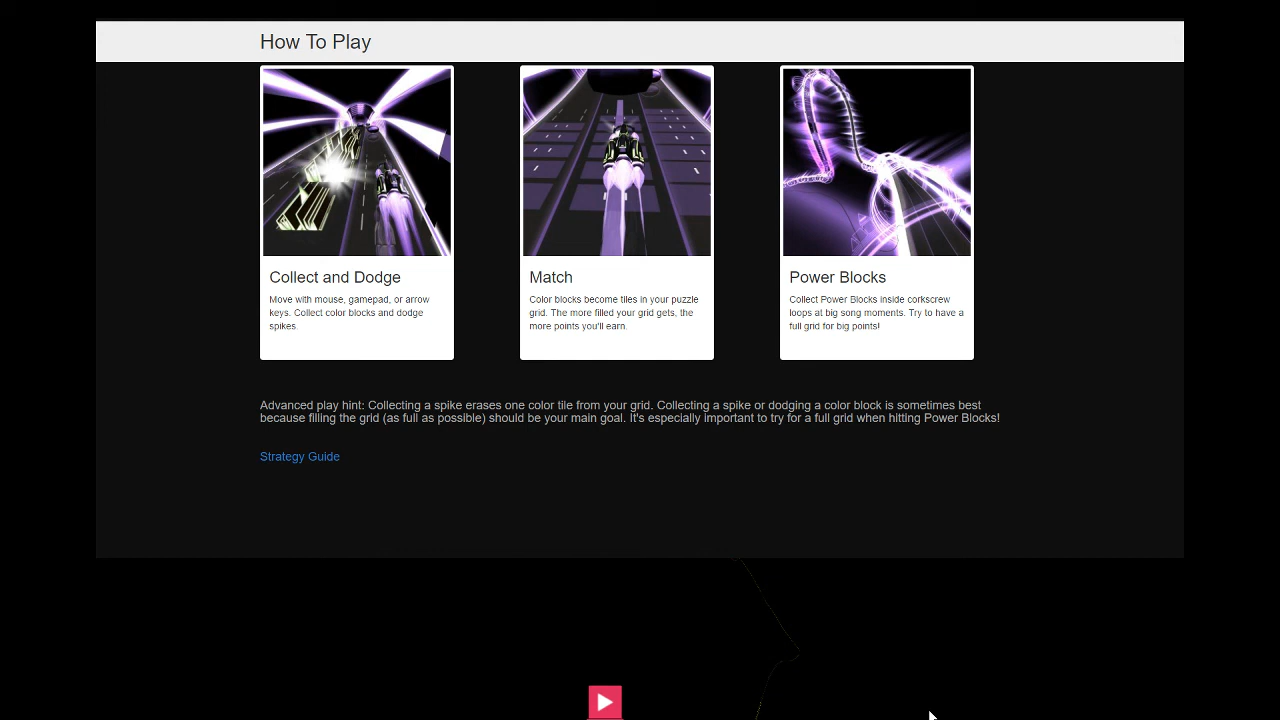 How To Play
Collect and Dodge
Move with mouse, gamepad, or arrow
keys. Collect color blocks and dodge
spikes.
Match
Color blocks become tiles in your puzzle
grid. The more filled your grid gets, the
more points you'll earn.
Power Blocks
Collect Power Blocks inside corkscrew
loops at big song moments. Try to have a
full grid for big points!
Advanced play hint: Collecting a spike erases one color tile from your grid. Collecting a spike or dodging a color block is sometimes best
because filling the grid (as full as possible) should be your main goal. It's especially important to try for a full grid when hitting Power Blocks!
Strategy Guide